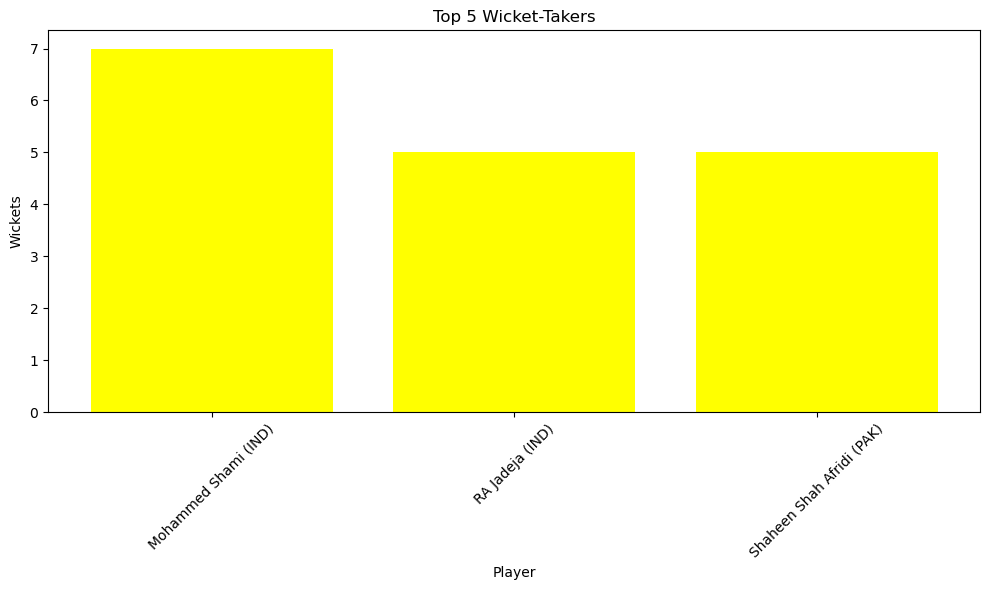 Top 5 Wicket-Takers
Wickets
7
6
5
4
3
2
1
0
Mohammed Shami (IND)
RA Jadeja (IND)
Shaheen Shah Afridi (PAK)
Player